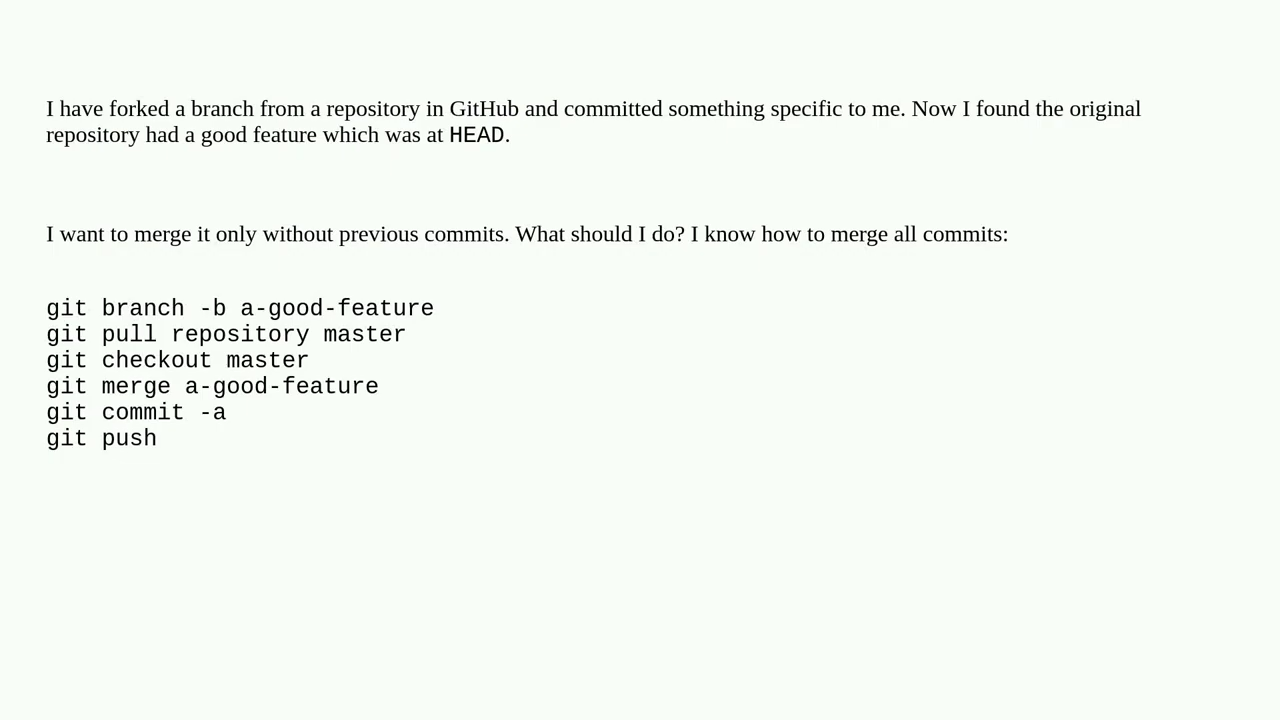 I have forked a branch from a repository in GitHub and committed something specific to me. Now I found the original
repository had a good feature which was at HEAD.
I want to merge it only without previous commits. What should I do? I know how to merge all commits:
git branch -b a-good-feature
git pull repository master
git checkout master
git merge a-good-feature
git commit -a
git push